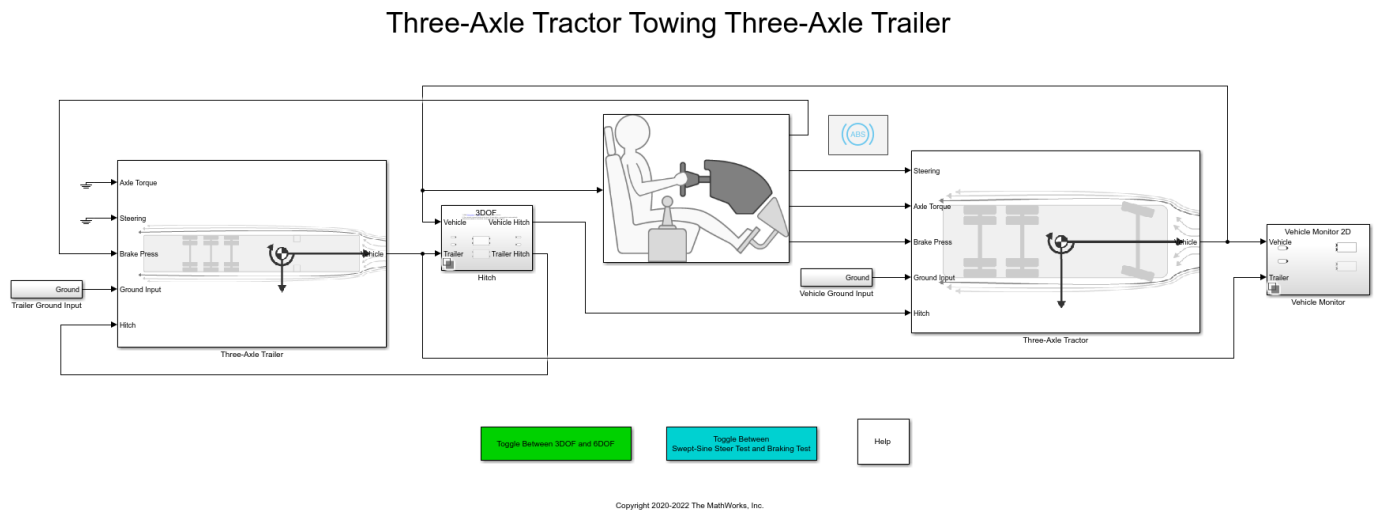 Three-Axle Tractor Towing Three-Axle Trailer
Axle Torque
Steering
Brake Press
Ground Input
Hitch
Ground
Trailer Ground Input
Three-Axle Trailer
3DOF
Vehicle
Vehicle Hitch
Trailer
Trailer Hitch
Hitch
ABS
Steering
Axle Torque
Brake Press
Ground Input
Hitch
Vehicle
Ground
Vehicle Ground Input
Three-Axle Tractor
Vehicle Monitor 2D
Vehicle
Trailer
Vehicle Monitor
Toggle Between 3DOF and 6DOF
Toggle Between
Swept-Sine Steer Test and Braking Test
Help
Copyright 2020-2022 The MathWorks, Inc.